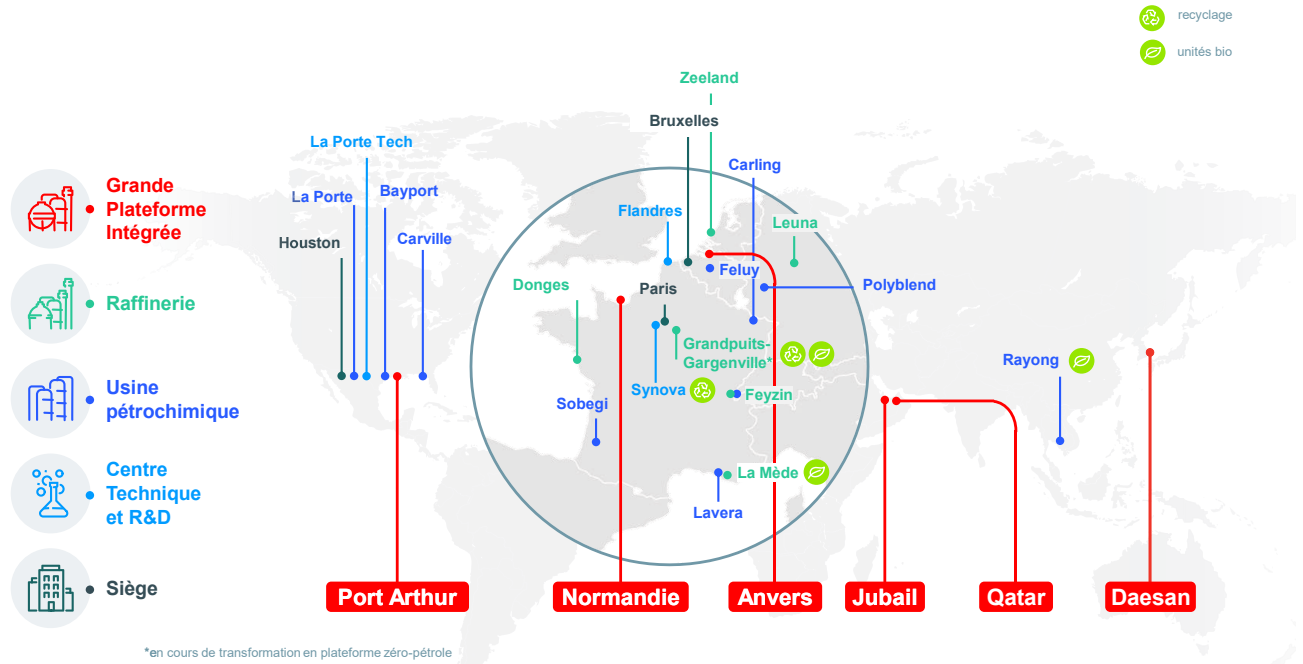 recyclage
unités bio
Zeeland
Bruxelles
La Porte Tech
Carling
La Porte
Bayport
Flandres
Leuna
Houston
Carville
Feluy
Donges
Paris
Polyblend
Grandpuits-
Gargenville*
Rayong
Synova
Feyzin
Sobegi
La Mède
Lavera
Grande
Plateforme
Intégrée
Raffinerie
Usine
pétrochimique
Centre
Technique
et R&D
Siège
Port Arthur
Normandie
Anvers
Jubail
Qatar
Daesan
*en cours de transformation en plateforme zéro-pétrole